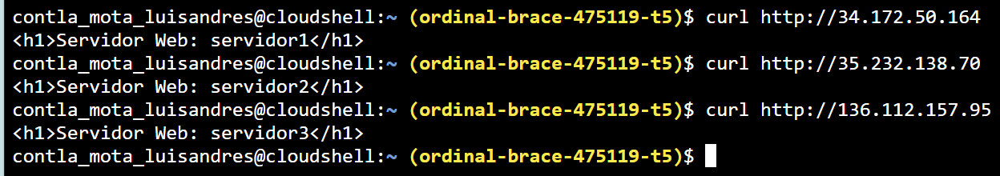 contla_mota_luisandres@cloudshell:~ (ordinal-brace-475119-t5)$ curl http://34.172.50.164
<h1>Servidor Web: servidor1</h1>
contla_mota_luisandres@cloudshell:~ (ordinal-brace-475119-t5)$ curl http://35.232.138.70
<h1>Servidor Web: servidor2</h1>
contla_mota_luisandres@cloudshell:~ (ordinal-brace-475119-t5)$ curl http://136.112.157.95
<h1>Servidor Web: servidor3</h1>
contla_mota_luisandres@cloudshell:~ (ordinal-brace-475119-t5)$